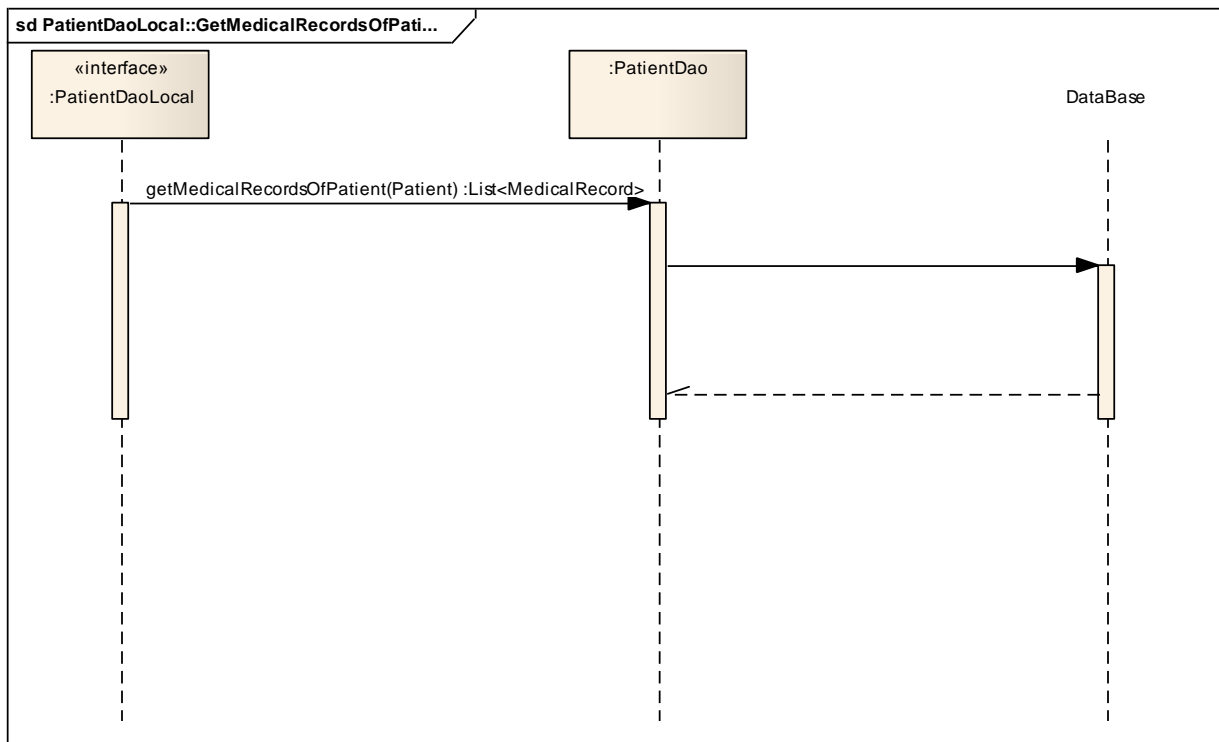 sd PatientDaoLocal::GetMedicalRecordsOfPati...
«interface»
:PatientDaoLocal
:PatientDao
DataBase
getMedicalRecordsOfPatient(Patient) :List<MedicalRecord>